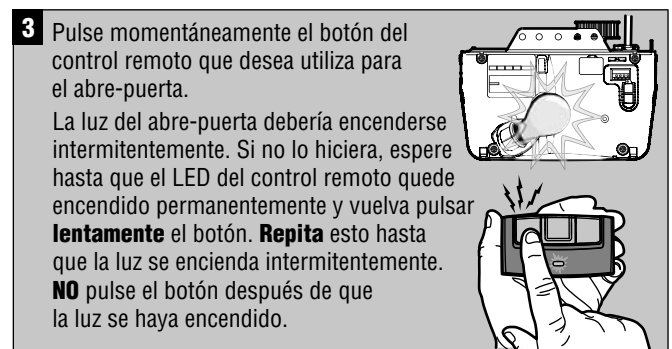 3 Pulse momentáneamente el botón del
control remoto que desea utiliza para
el abre-puerta.
La luz del abre-puerta debería encenderse
intermitentemente. Si no lo hiciera, espere
hasta que el LED del control remoto quede
encendido permanentemente y vuelva pulsar
lentamente el botón. Repita esto hasta
que la luz se encienda intermitentemente.
NO pulse el botón después de que
la luz se haya encendido.